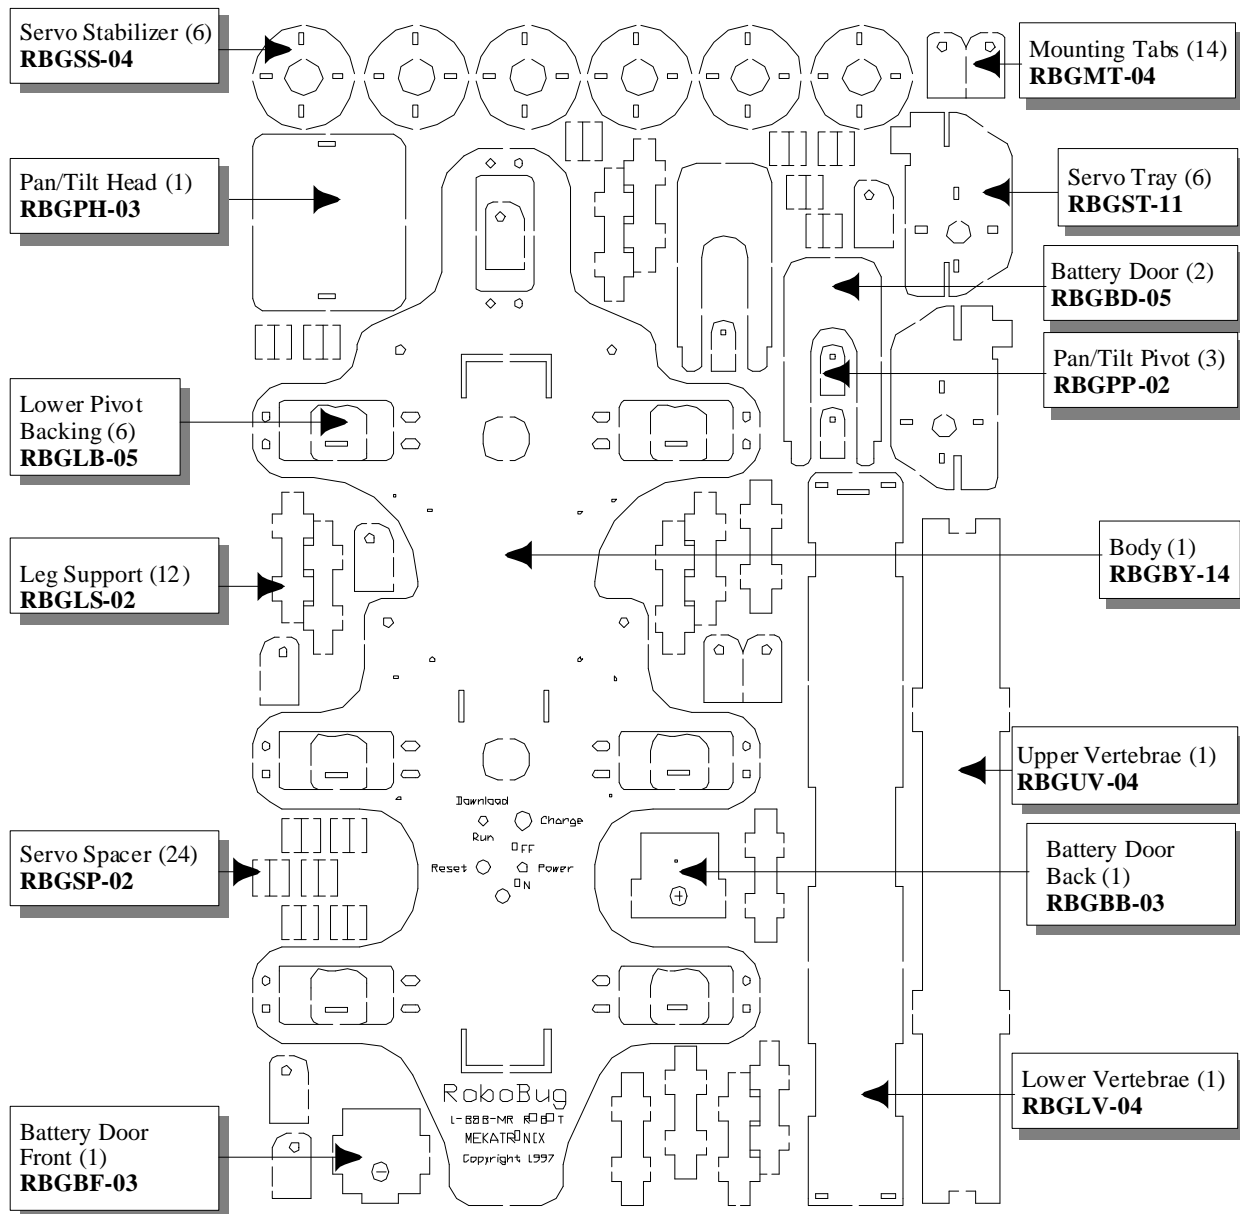 Servo Stabilizer (6)
RBGSS-04
Mounting Tabs (14)
RBGMT-04
Pan/Tilt Head (1)
RBGPH-03
Servo Tray (6)
RBGST-11
Battery Door (2)
RBGBD-05
Pan/Tilt Pivot (3)
RBGPP-02
Lower Pivot
Backing (6)
RBGLB-05
Body (1)
RBGBY-14
Leg Support (12)
RBGLS-02
Upper Vertebrae (1)
RBGUV-04
Download
Charge
Run
FF
Reset
Power
N
Servo Spacer (24)
RBGSP-02
Battery Door
Back (1)
RBGBB-03
Lower Vertebrae (1)
RBGLV-04
RoboBug
MEKATRONIX
Copyright 1997
Battery Door
Front (1)
RBGBF-03